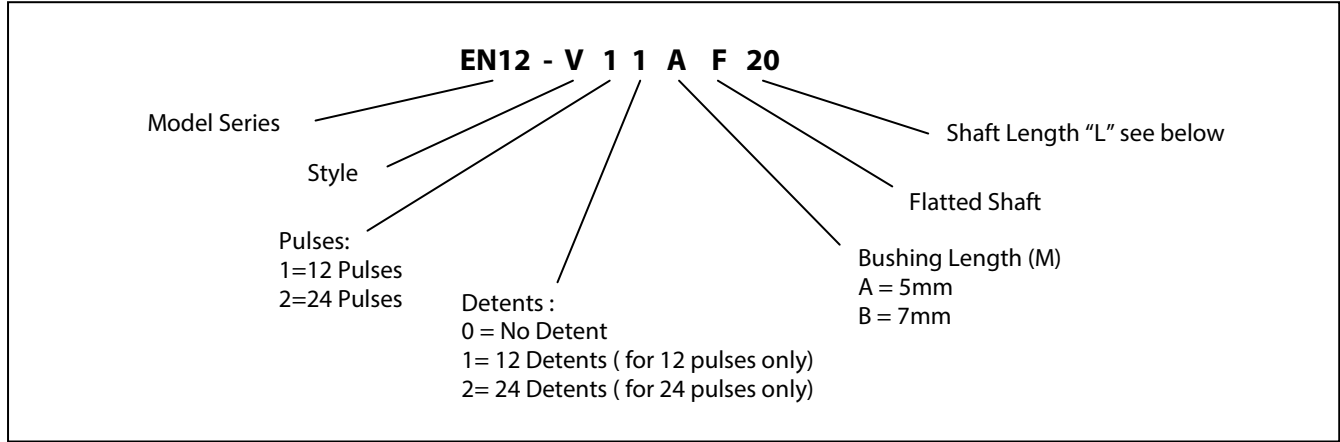 EN12 - V 1 1 A F 20
Model Series
Shaft Length “L” see below
Style
Flatted Shaft
Pulses:
1=12 Pulses
2=24 Pulses
Bushing Length (M)
A = 5mm
B = 7mm
Detents :
0 = No Detent
1= 12 Detents ( for 12 pulses only)
2= 24 Detents ( for 24 pulses only)